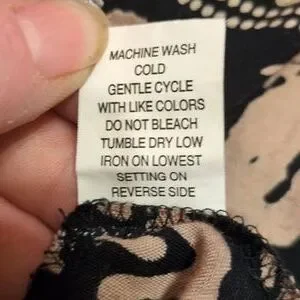 MACHINE WASH
COLD
GENTLE CYCLE
WITH LIKE COLORS
DO NOT BLEACH
TUMBLE DRY LOW
IRON ON LOWEST
SETTING ON
REVERSE SIDE